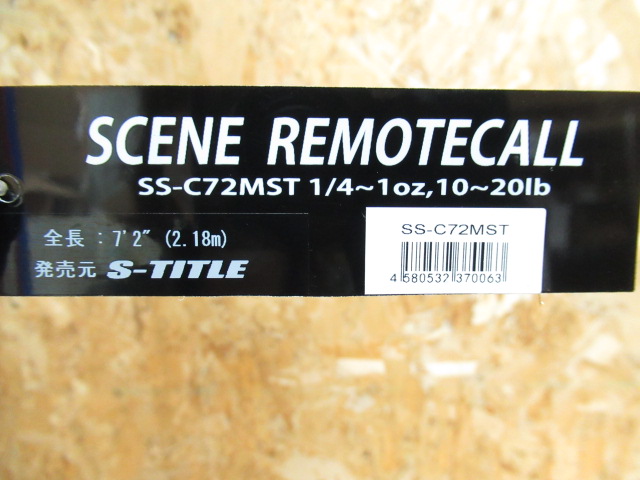 SCENE REMOTECALL
SS-C72MST 1/4~1oz,10~20lb
全長 : 7'2" (2.18m)
発売元 S-TITLE
SS-C72MST
4 580532 370063